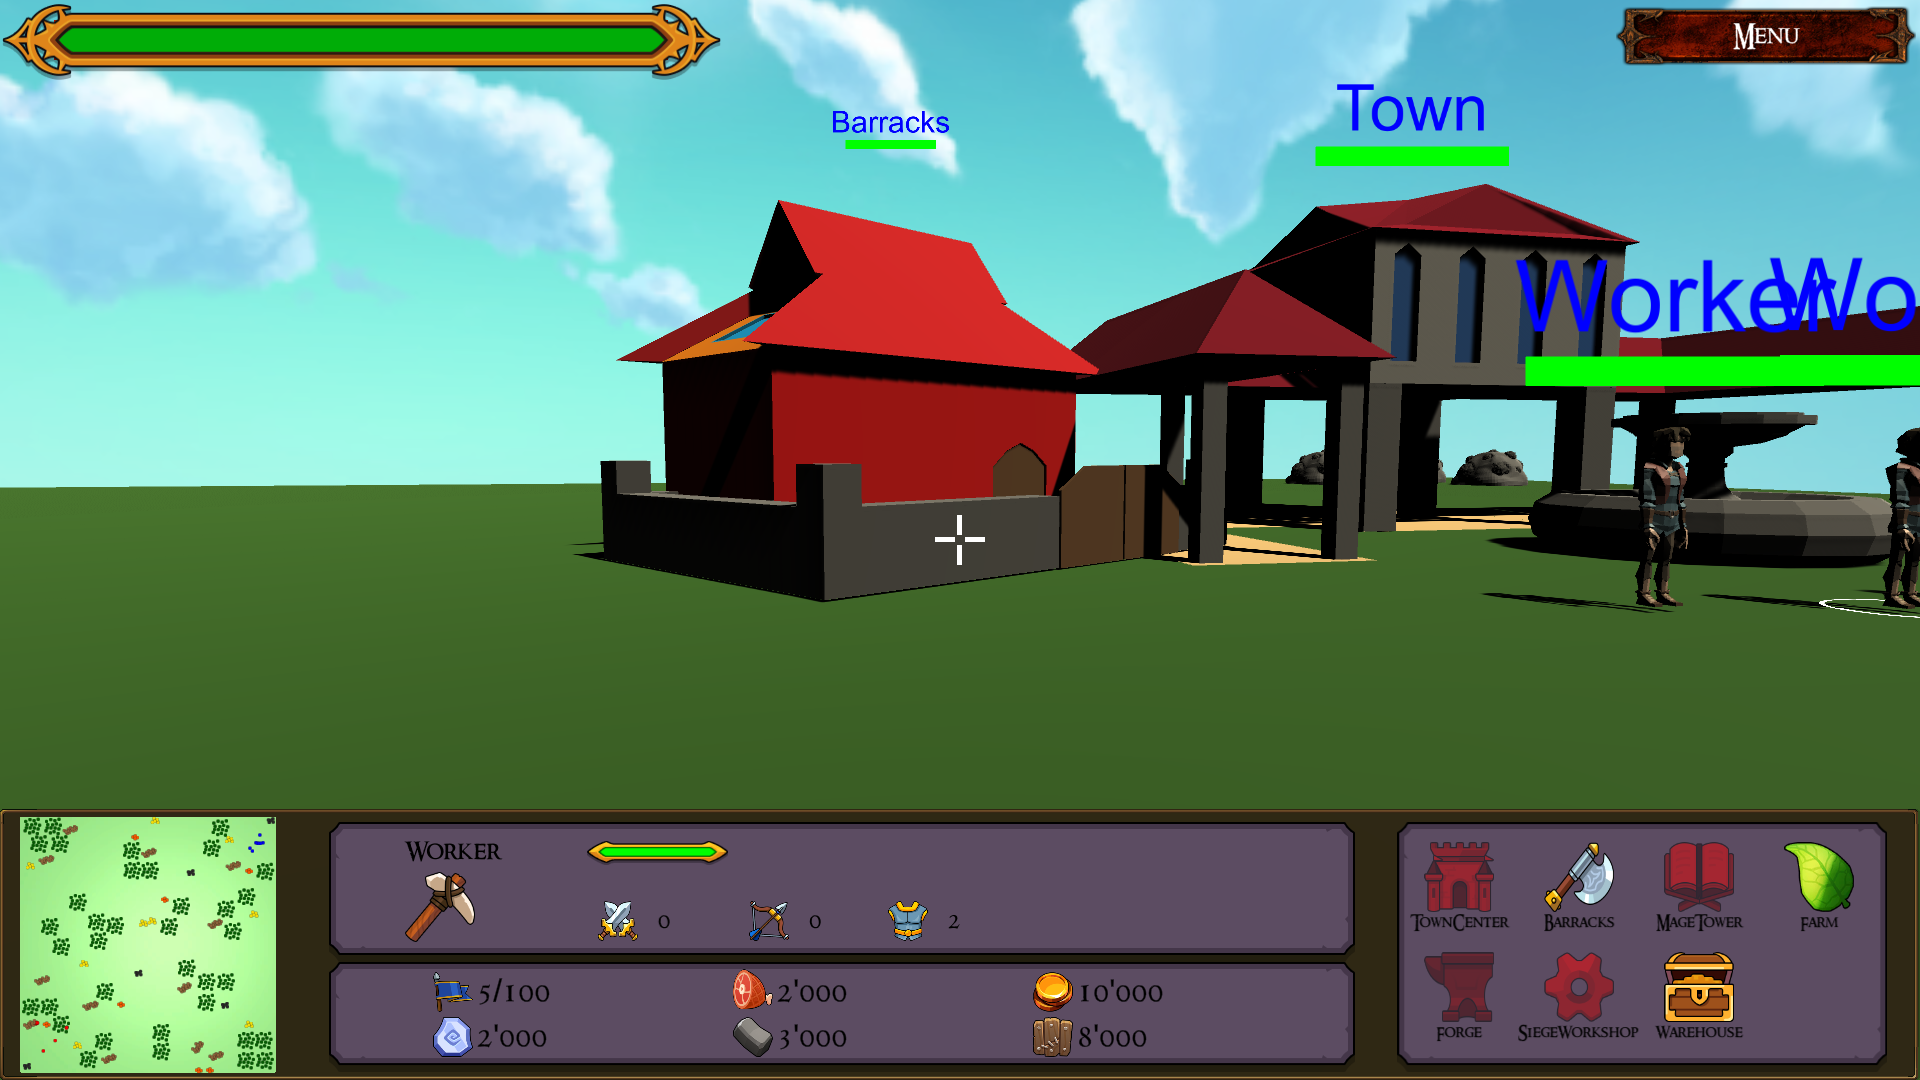 MENU
Barracks
Town
Worker
Wo
WORKER
0
0
2
5/100
2'000
10'000
2'000
3'000
8'000
TOWNCENTER
BARRACKS
MAGETOWER
FARM
FORGE
SIEGEWORKSHOP
WAREHOUSE